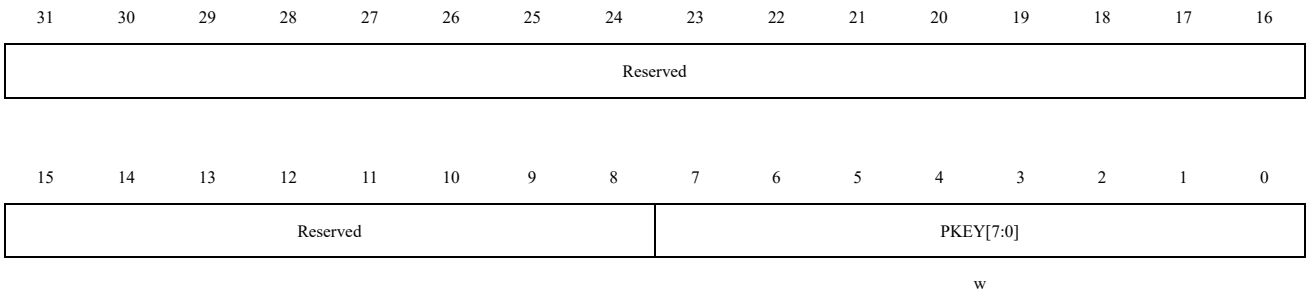 31 30 29 28 27 26 25 24 23 22 21 20 19 18 17 16
Reserved
15 14 13 12 11 10 9 8 7 6 5 4 3 2 1 0
Reserved PKEY[7:0]
w